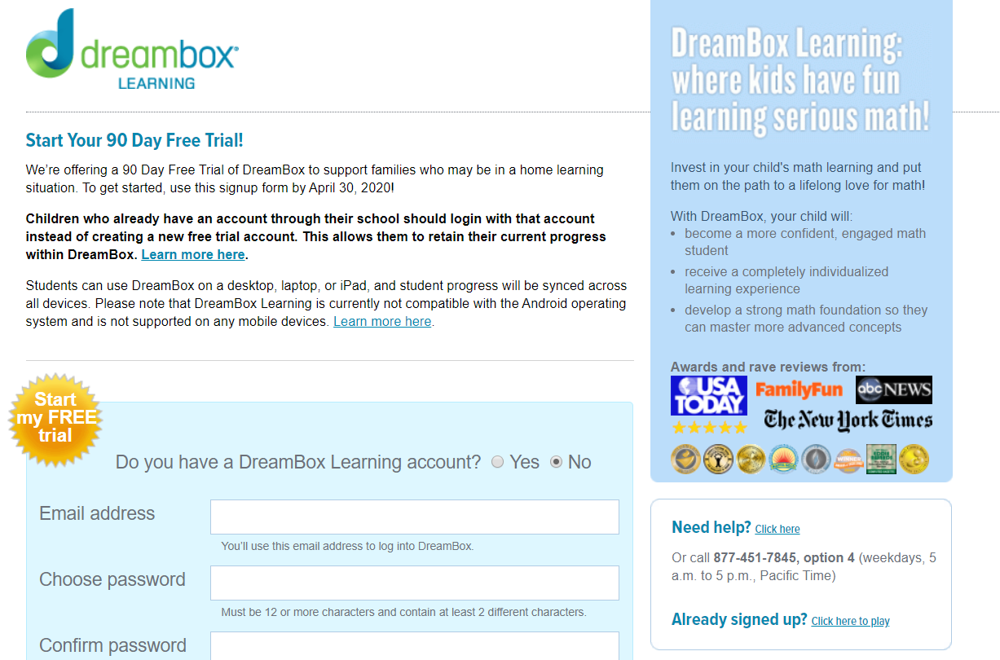 dreambox
LEARNING
Start Your 90 Day Free Trial!
We’re offering a 90 Day Free Trial of DreamBox to support families who may be in a home learning
situation. To get started, use this signup form by April 30, 2020!
Children who already have an account through their school should login with that account
instead of creating a new free trial account. This allows them to retain their current progress
within DreamBox. Learn more here.
Students can use DreamBox on a desktop, laptop, or iPad, and student progress will be synced across
all devices. Please note that DreamBox Learning is currently not compatible with the Android operating
system and is not supported on any mobile devices. Learn more here.
Start
my FREE
trial
Do you have a DreamBox Learning account? Yes No
Email address
You’ll use this email address to log into DreamBox.
Choose password
Must be 12 or more characters and contain at least 2 different characters.
Confirm password
DreamBox Learning:
where kids have fun
learning serious math!
Invest in your child's math learning and put
them on the path to a lifelong love for math!
With DreamBox, your child will:
• become a more confident, engaged math
student
• receive a completely individualized
learning experience
• develop a strong math foundation so they
can master more advanced concepts
Awards and rave reviews from:
USA
TODAY
FamilyFun
abc NEWS
The New York Times
WINNER
Need help? Click here
Or call 877-451-7845, option 4 (weekdays, 5
a.m. to 5 p.m., Pacific Time)
Already signed up? Click here to play